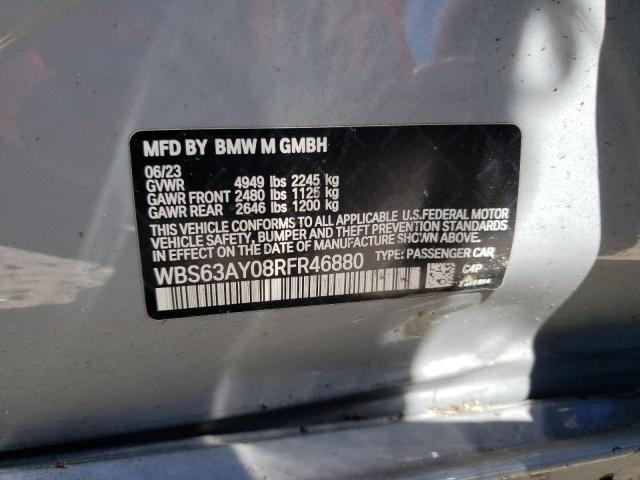 MFD BY BMW M GMBH
06/23
GVWR 4949 lbs 2245 kg
GAWR FRONT 2480 lbs 1125 kg
GAWR REAR 2646 lbs 1200 kg
THIS VEHICLE CONFORMS TO ALL APPLICABLE U.S.FEDERAL MOTOR
VEHICLE SAFETY, BUMPER AND THEFT PREVENTION STANDARDS IN
EFFECT ON THE DATE OF MANUFACTURE SHOWN ABOVE.
WBS63AY08RFR46880 TYPE: PASSENGER CAR
C4P